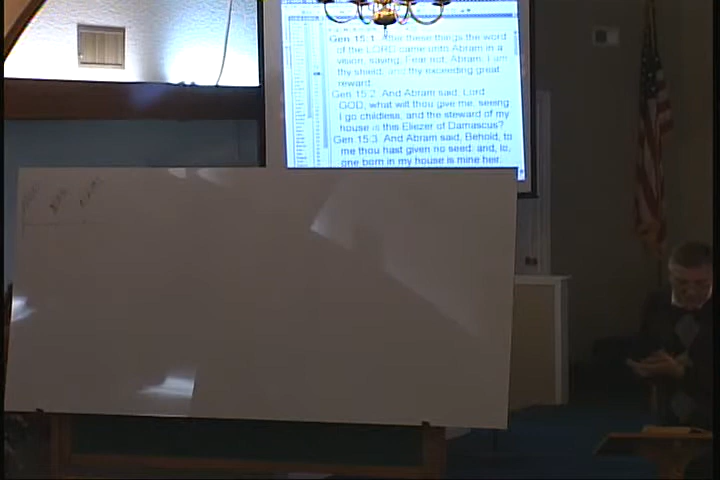 Gen 15:1 After these things the word
of the LORD came unto Abram in a
vision, saying, Fear not, Abram: I am
thy shield, and thy exceeding great
reward.
Gen 15:2 And Abram said, Lord
GOD, what wilt thou give me, seeing
I go childless, and the steward of my
house is this Eliezer of Damascus?
Gen 15:3 And Abram said, Behold, to
me thou hast given no seed: and, lo,
one born in my house is mine heir.